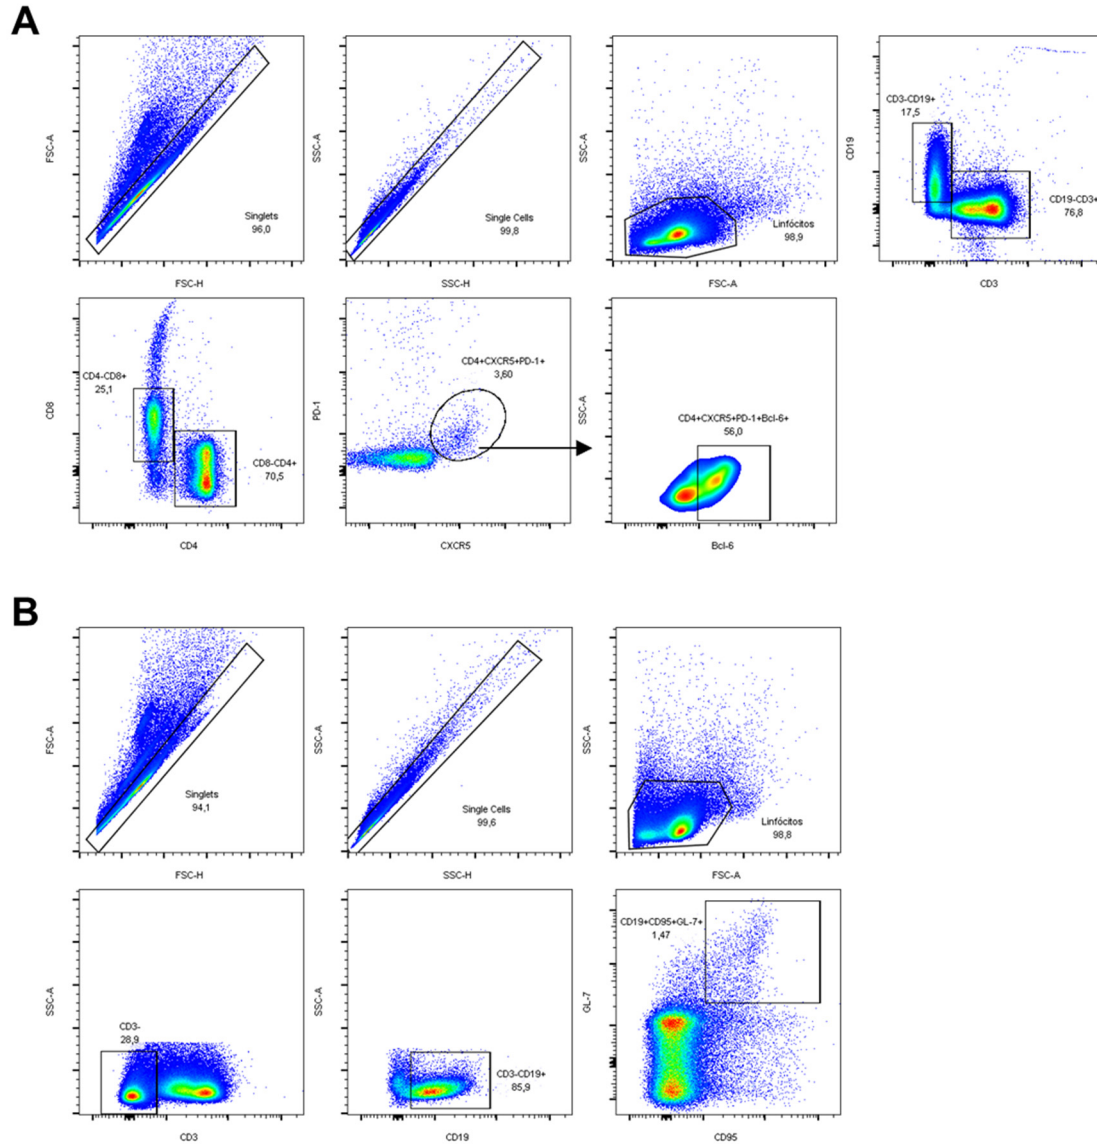 A
FSC-A
Singlets
96,0
FSC-H
SSC-A
Single Cells
99,8
SSC-H
SSC-A
Linfócitos
98,9
FSC-A
CD19
CD3-CD19+
17,5
CD19-CD3+
76,8
CD3
CD8
CD4-CD8+
25,1
CD8-CD4+
70,5
CD4
PD-1
CD4+CXCR5+PD-1+
3,60
CXCR5
SSC-A
CD4+CXCR5+PD-1+Bcl-6+
56,0
Bcl-6
B
FSC-A
Singlets
94,1
FSC-H
SSC-A
Single Cells
99,6
SSC-H
SSC-A
Linfócitos
98,8
FSC-A
SSC-A
CD3-
28,9
CD3
SSC-A
CD3-CD19+
85,9
CD19
GL-7
CD19+CD95+GL-7+
1,47
CD95